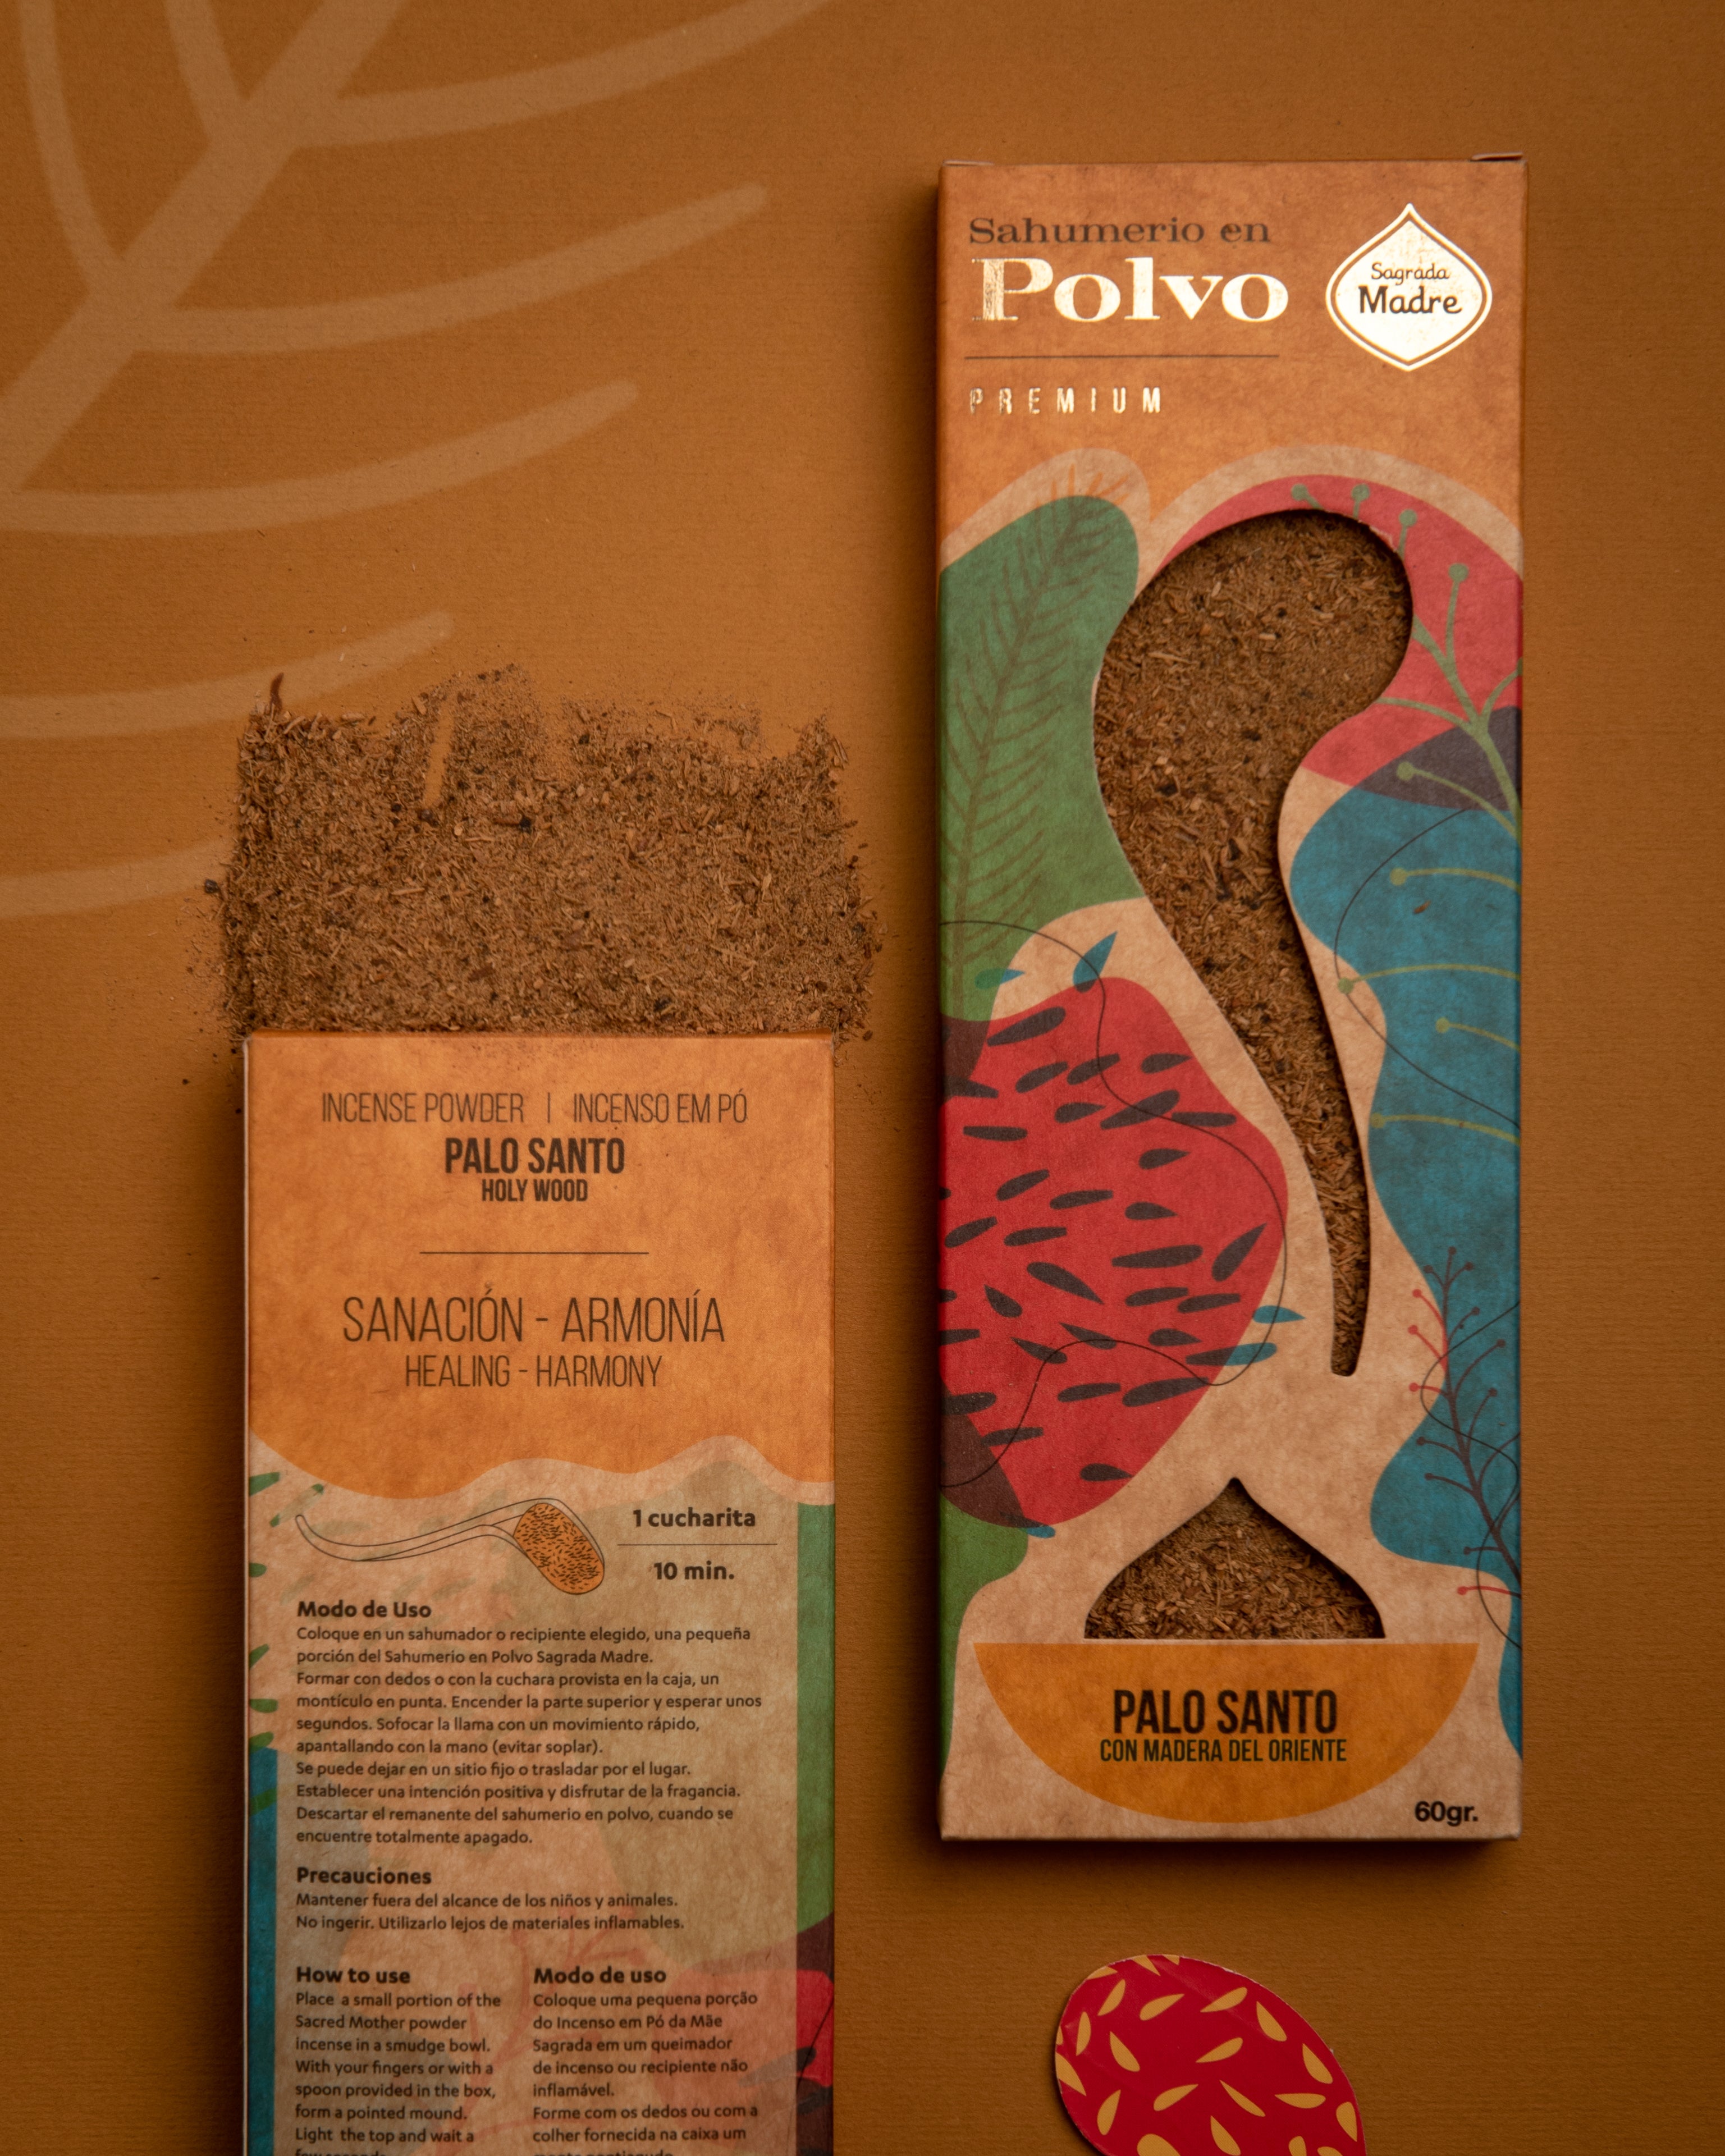 Sahumerio en
Polvo
PREMIUM
Sagrada
Madre
PALO SANTO
CON MADERA DEL ORIENTE
60gr.
INCENSE POWDER | INCENSO EM PÓ
PALO SANTO
HOLY WOOD
SANACIÓN - ARMONÍA
HEALING - HARMONY
1 cucharita
10 min.
Modo de Uso
Coloque en un sahumador o recipiente elegido, una pequeña
porción del Sahumerio en Polvo Sagrada Madre.
Formar con dedos o con la cuchara provista en la caja, un
montículo en punta. Encender la parte superior y esperar unos
segundos. Sofocar la llama con un movimiento rápido,
apantallando con la mano (evitar soplar).
Se puede dejar en un sitio fijo o trasladar por el lugar.
Establecer una intención positiva y disfrutar de la fragancia.
Descartar el remanente del sahumerio en polvo, cuando se
encuentre totalmente apagado.
Precauciones
Mantener fuera del alcance de los niños y animales.
No ingerir. Utilizarlo lejos de materiales inflamables.
How to use
Place a small portion of the
Sacred Mother powder
incense in a smudge bowl.
With your fingers or with a
spoon provided in the box,
form a pointed mound.
Light the top and wait a
Modo de uso
Coloque uma pequena porção
do Incenso em Pó da Mãe
Sagrada em um queimador
de incenso ou recipiente não
inflamável.
Forme com os dedos ou com a
colher fornecida na caixa um